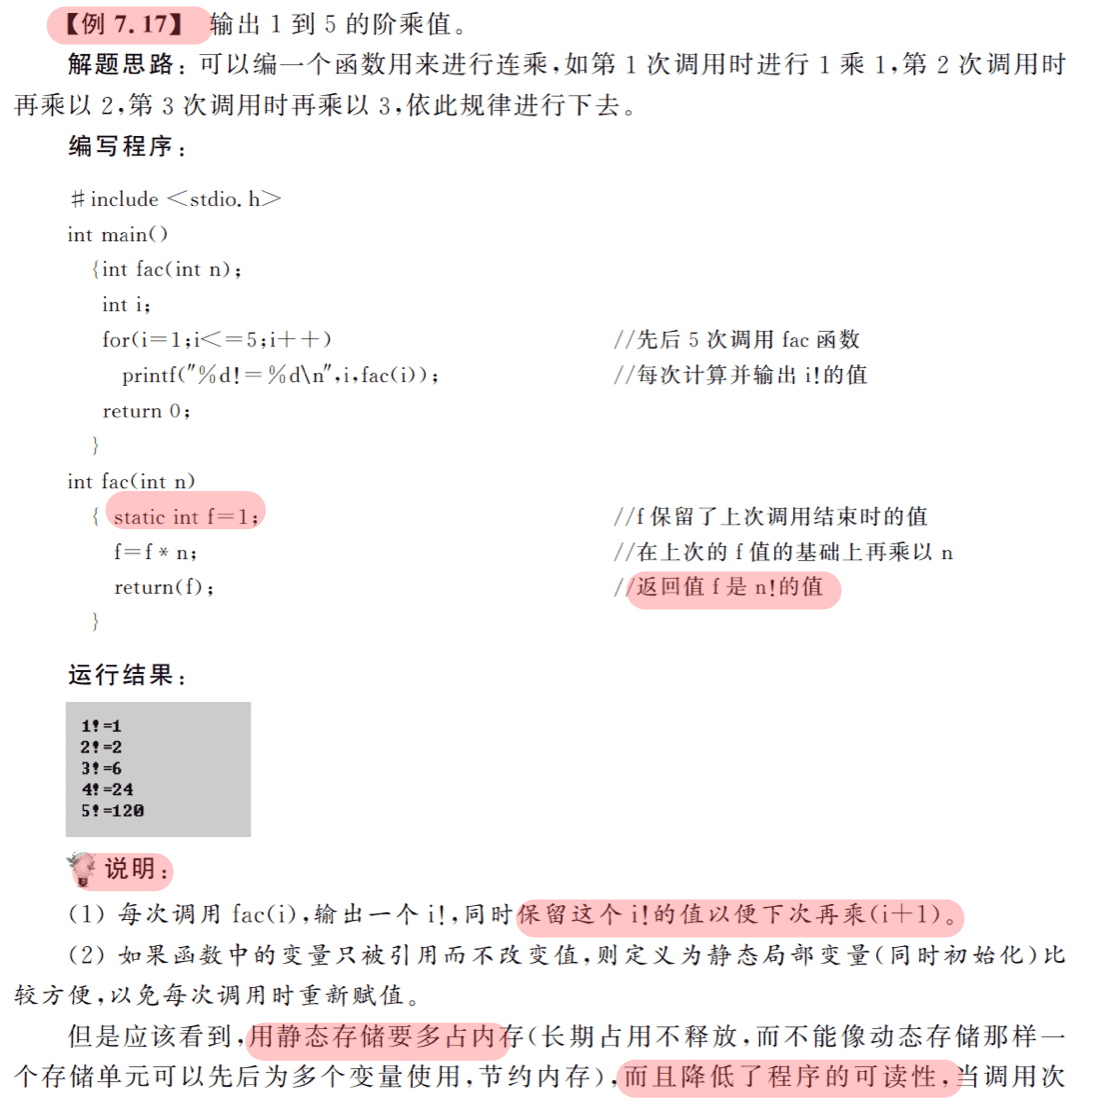 【例 7.17】 输出 1 到 5 的阶乘值。
解题思路：可以编一个函数用来进行连乘,如第 1 次调用时进行 1 乘 1,第 2 次调用时
再乘以 2,第 3 次调用时再乘以 3,依此规律进行下去。
编写程序：
#include <stdio.h>
int main()
{int fac(int n);
int i;
for(i=1;i<=5;i++) //先后 5 次调用 fac 函数
printf("%d!=%d\n",i,fac(i)); //每次计算并输出 i!的值
return 0;
}
int fac(int n)
{ static int f=1; //f 保留了上次调用结束时的值
f=f*n; //在上次的 f 值的基础上再乘以 n
return(f); //返回值 f 是 n!的值
}
运行结果：
1!=1
2!=2
3!=6
4!=24
5!=120
说明：
(1) 每次调用 fac(i),输出一个 i!,同时保留这个 i!的值以便下次再乘(i+1)。
(2) 如果函数中的变量只被引用而不改变值,则定义为静态局部变量(同时初始化)比
较方便,以免每次调用时重新赋值。
但是应该看到,用静态存储要多占内存(长期占用不释放,而不能像动态存储那样一
个存储单元可以先后为多个变量使用,节约内存),而且降低了程序的可读性,当调用次